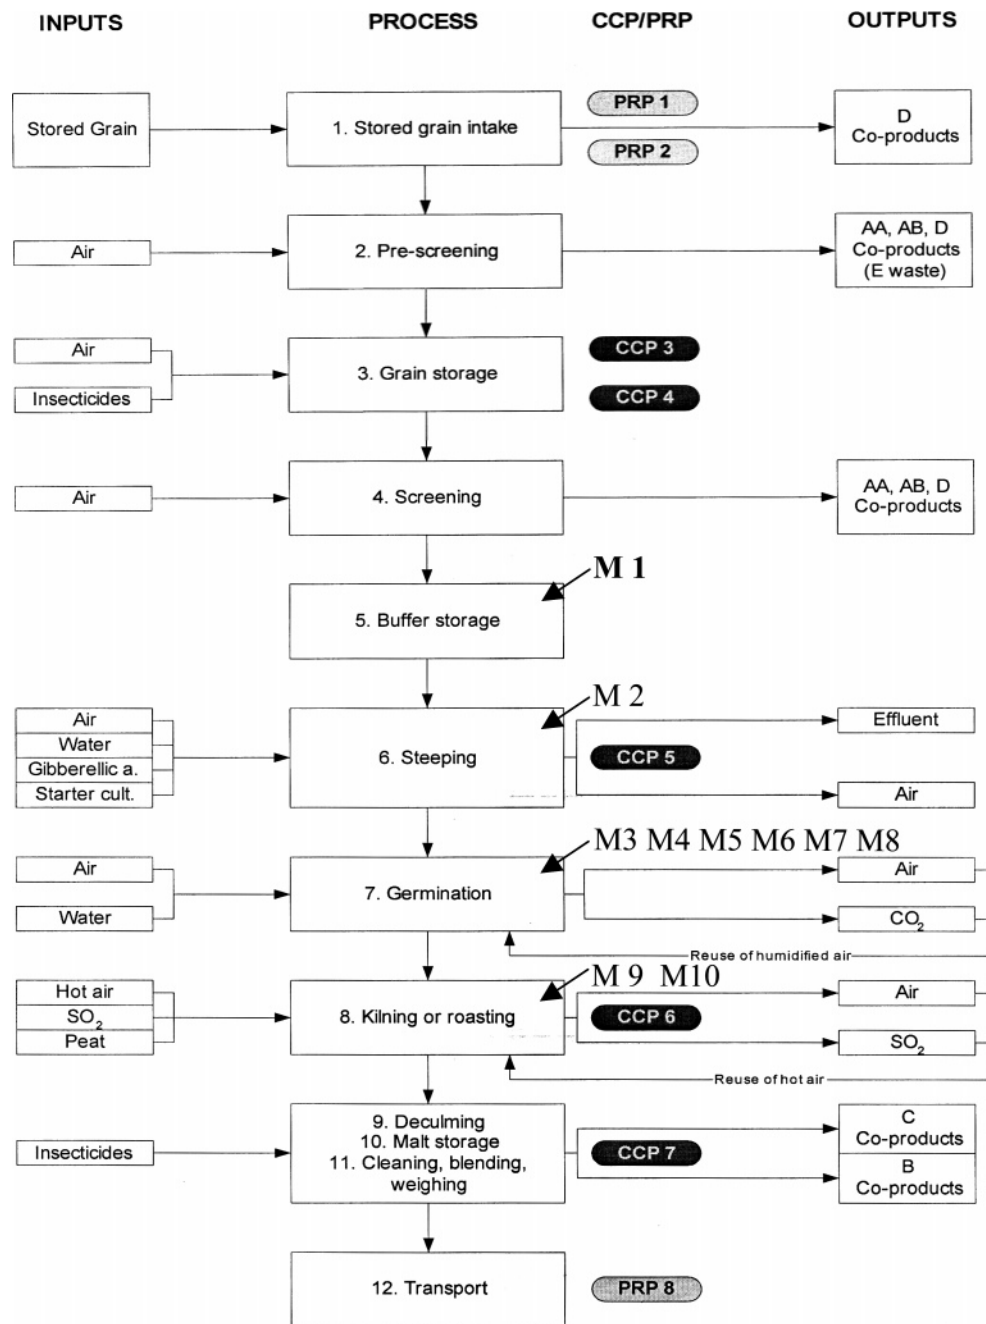 INPUTS PROCESS CCP/PRP OUTPUTS
PRP 1
Stored Grain
1. Stored grain intake
D
Co-products
PRP 2
Air
2. Pre-screening
AA, AB, D
Co-products
(E waste)
Air
Insecticides
3. Grain storage
CCP 3
CCP 4
Air
4. Screening
AA, AB, D
Co-products
M 1
5. Buffer storage
M 2
Air
Water
Gibberellic a.
Starter cult.
6. Steeping
CCP 5
Effluent
Air
M3 M4 M5 M6 M7 M8
Air
Water
7. Germination
Air
CO2
Reuse of humidified air
M 9 M10
Hot air
SO2
Peat
8. Kilning or roasting
CCP 6
Air
SO2
Reuse of hot air
Insecticides
9. Deculming
10. Malt storage
11. Cleaning, blending,
weighing
CCP 7
C
Co-products
B
Co-products
12. Transport
PRP 8